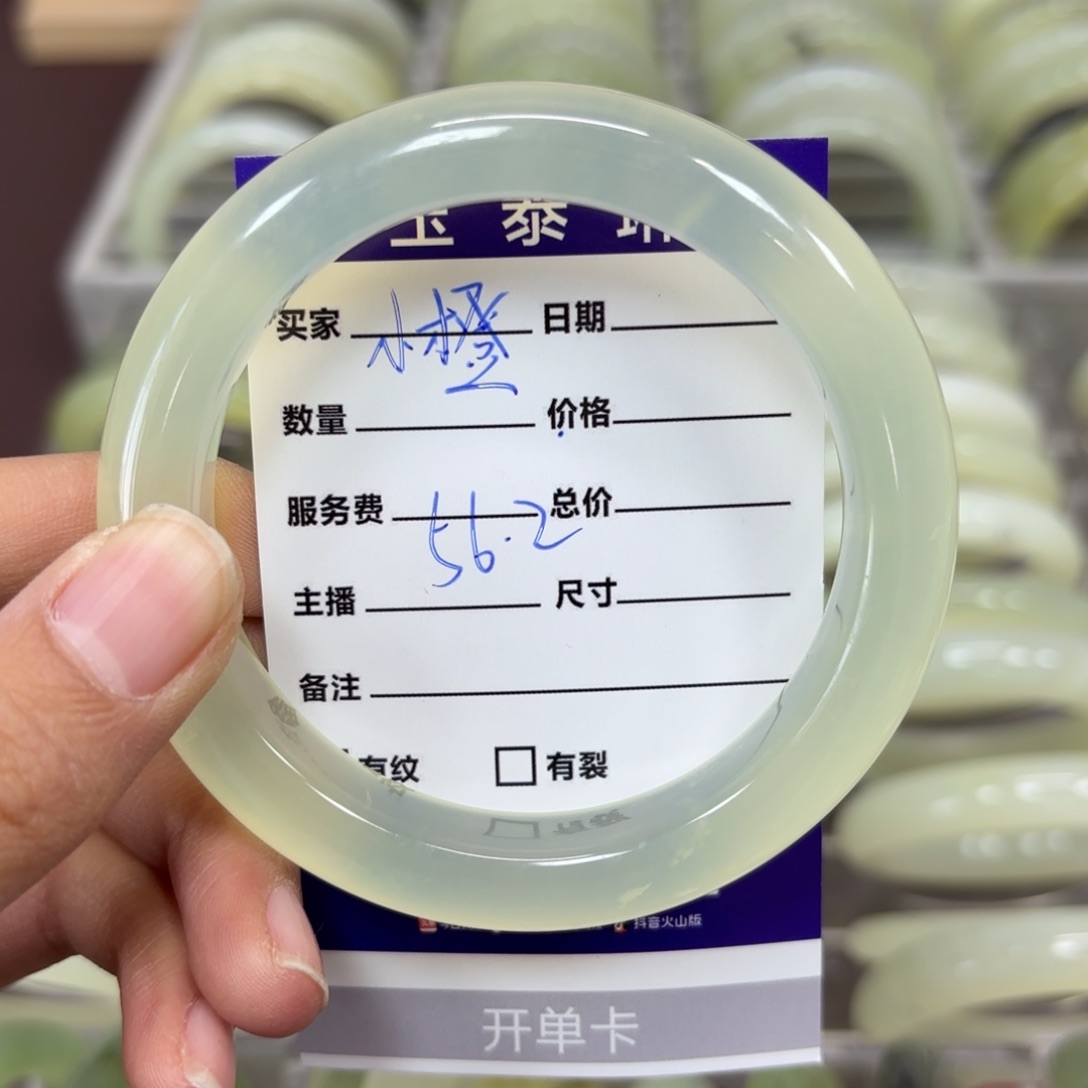 玉 泰
买家 小橙 日期
数量 价格
服务费 56.2 总价
主播 尺寸
备注
有纹 有裂
抖音火山版
开单卡